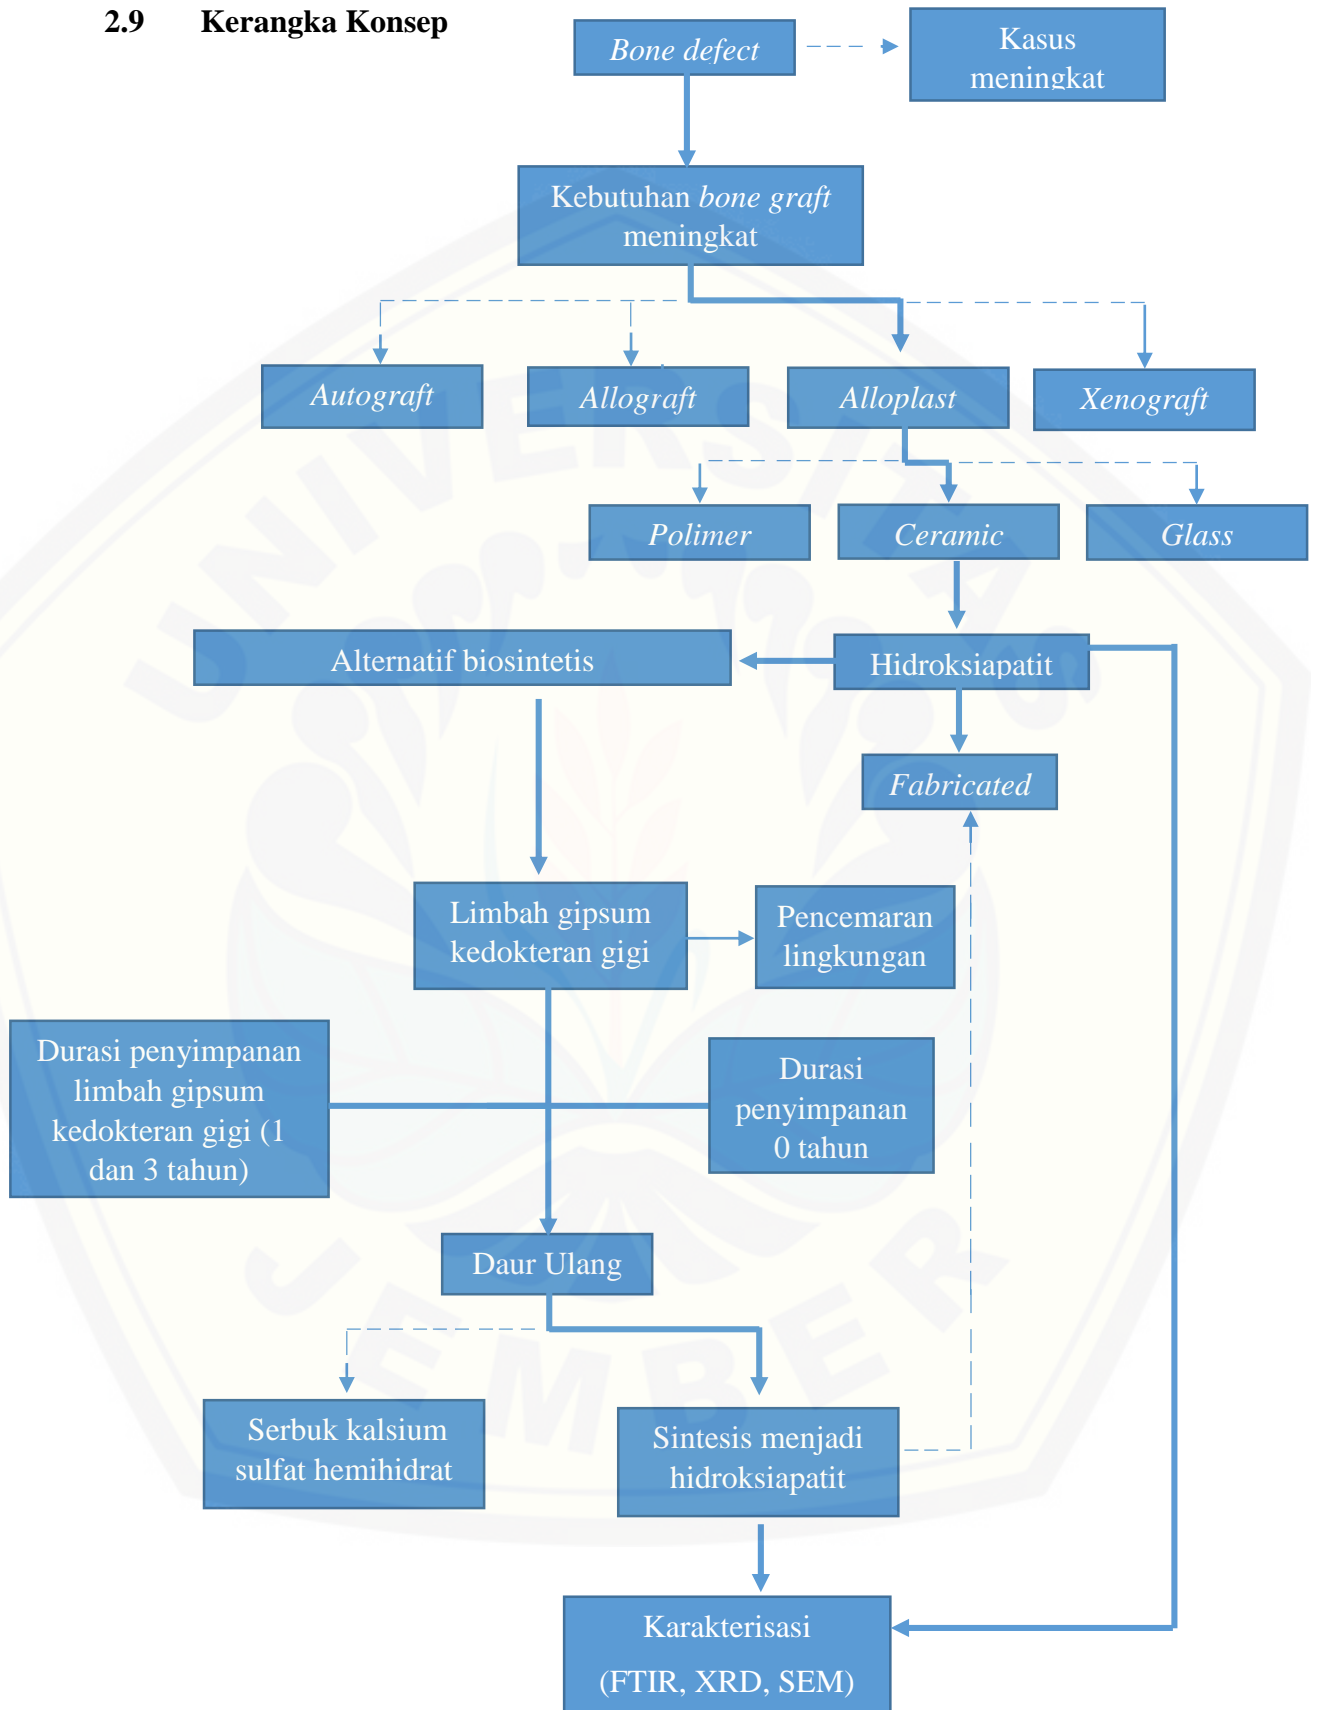 2.9 Kerangka Konsep
Bone defect
Kasus
meningkat
Kebutuhan bone graft
meningkat
Autograft
Allograft
Alloplast
Xenograft
Polimer
Ceramic
Glass
Alternatif biosintetis
Hidroksiapatit
Fabricated
Limbah gipsum
kedokteran gigi
Pencemaran
lingkungan
Durasi penyimpanan
limbah gipsum
kedokteran gigi (1
dan 3 tahun)
Durasi
penyimpanan
0 tahun
Daur Ulang
Serbuk kalsium
sulfat hemihidrat
Sintesis menjadi
hidroksiapatit
Karakterisasi
(FTIR, XRD, SEM)
UNIVERSITAS
JEMBER